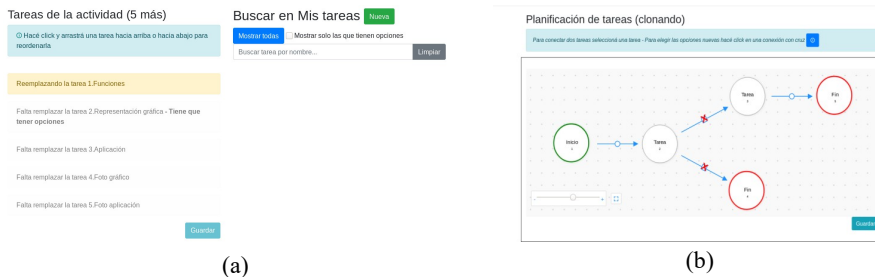 Tareas de la actividad (5 más)
Hacé click y arrastrá una tarea hacia arriba o hacia abajo para
reordenarla
Reemplazando la tarea 1.Funciones
Falta remplazar la tarea 2.Representación gráfica - Tiene que
tener opciones
Falta remplazar la tarea 3.Aplicación
Falta remplazar la tarea 4.Foto gráfico
Falta remplazar la tarea 5.Foto aplicación
Guardar
Buscar en Mis tareas Nueva
Mostrar todas Mostrar solo las que tienen opciones
Buscar tarea por nombre... Limpiar
(a)
Planificación de tareas (clonando)
Para conectar dos tareas seleccioná una tarea - Para elegir las opciones nuevas hacé click en una conexión con cruz
Tarea
Fin
Inicio
Tarea
Fin
- +
Guardar
(b)